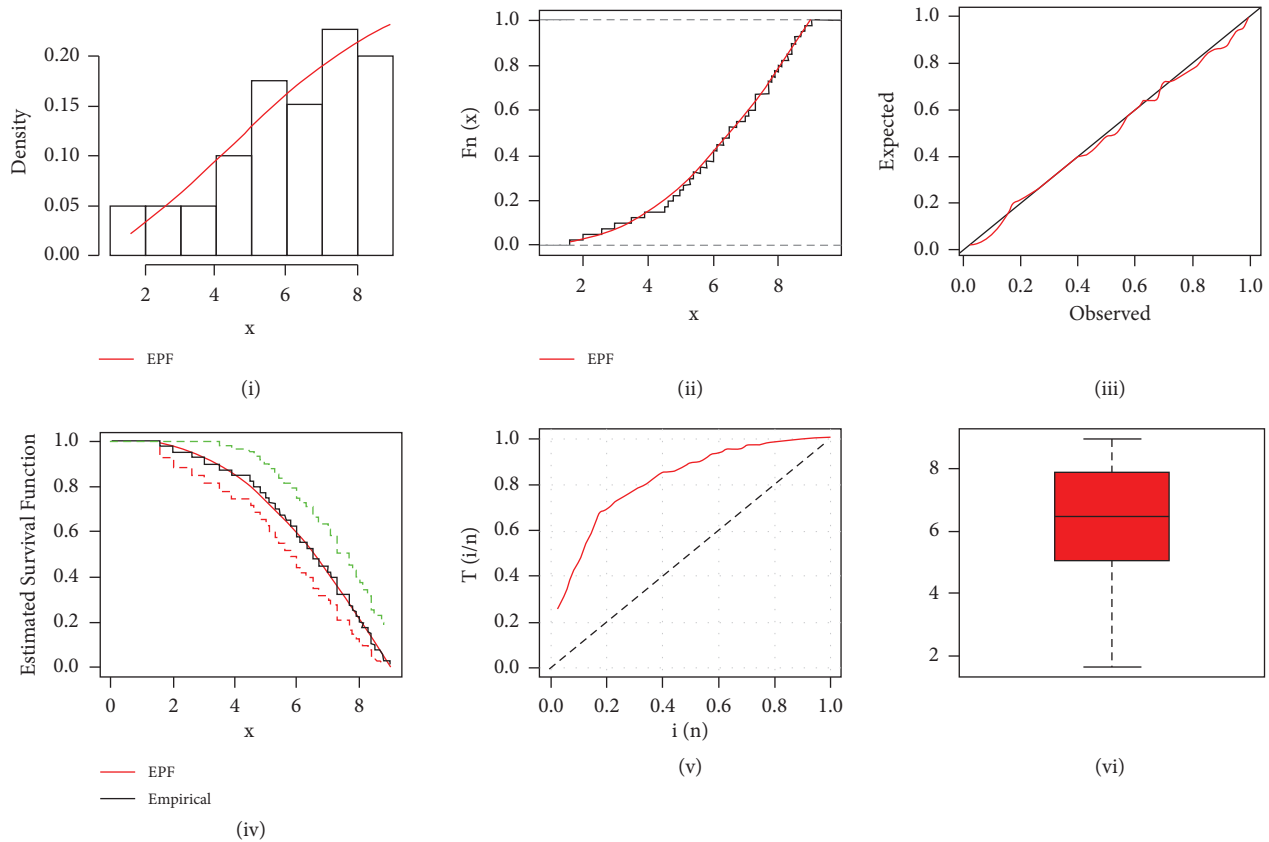 Density
0.20
0.15
0.10
0.05
0.00
2 4 6 8
x
EPF
(i)
Fn (x)
1.0
0.8
0.6
0.4
0.2
0.0
2 4 6 8
x
EPF
(ii)
Expected
1.0
0.8
0.6
0.4
0.2
0.0
0.0 0.2 0.4 0.6 0.8 1.0
Observed
(iii)
Estimated Survival Function
1.0
0.8
0.6
0.4
0.2
0.0
0 2 4 6 8
x
EPF
Empirical
(iv)
T (i/n)
1.0
0.8
0.6
0.4
0.2
0.0
0.0 0.2 0.4 0.6 0.8 1.0
i (n)
(v)
8
6
4
2
(vi)